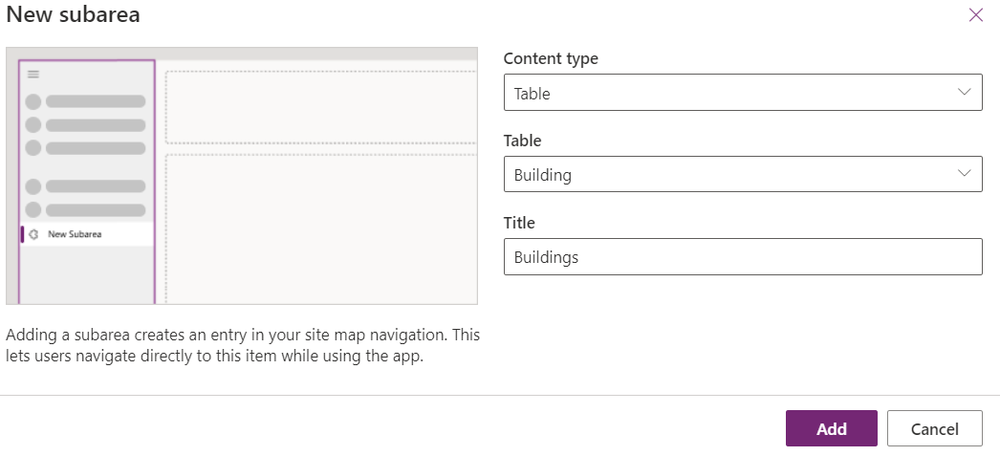 New subarea
Content type
Table
Table
Building
Title
Buildings
New Subarea
Adding a subarea creates an entry in your site map navigation. This
lets users navigate directly to this item while using the app.
Add
Cancel